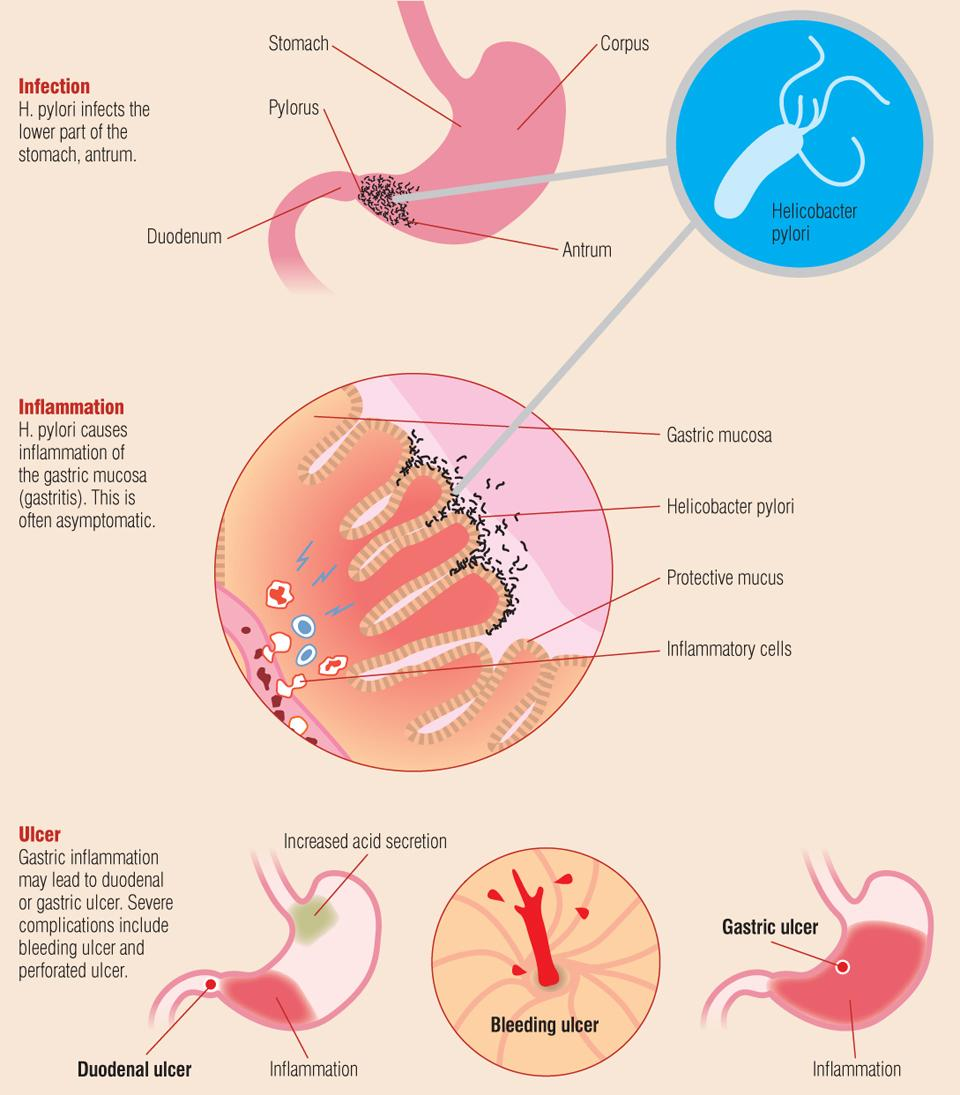 Infection
H. pylori infects the
lower part of the
stomach, antrum.
Stomach
Corpus
Pylorus
Duodenum
Antrum
Helicobacter
pylori
Inflammation
H. pylori causes
inflammation of
the gastric mucosa
(gastritis). This is
often asymptomatic.
Gastric mucosa
Helicobacter pylori
Protective mucus
Inflammatory cells
Ulcer
Gastric inflammation
may lead to duodenal
or gastric ulcer. Severe
complications include
bleeding ulcer and
perforated ulcer.
Increased acid secretion
Duodenal ulcer
Inflammation
Bleeding ulcer
Gastric ulcer
Inflammation